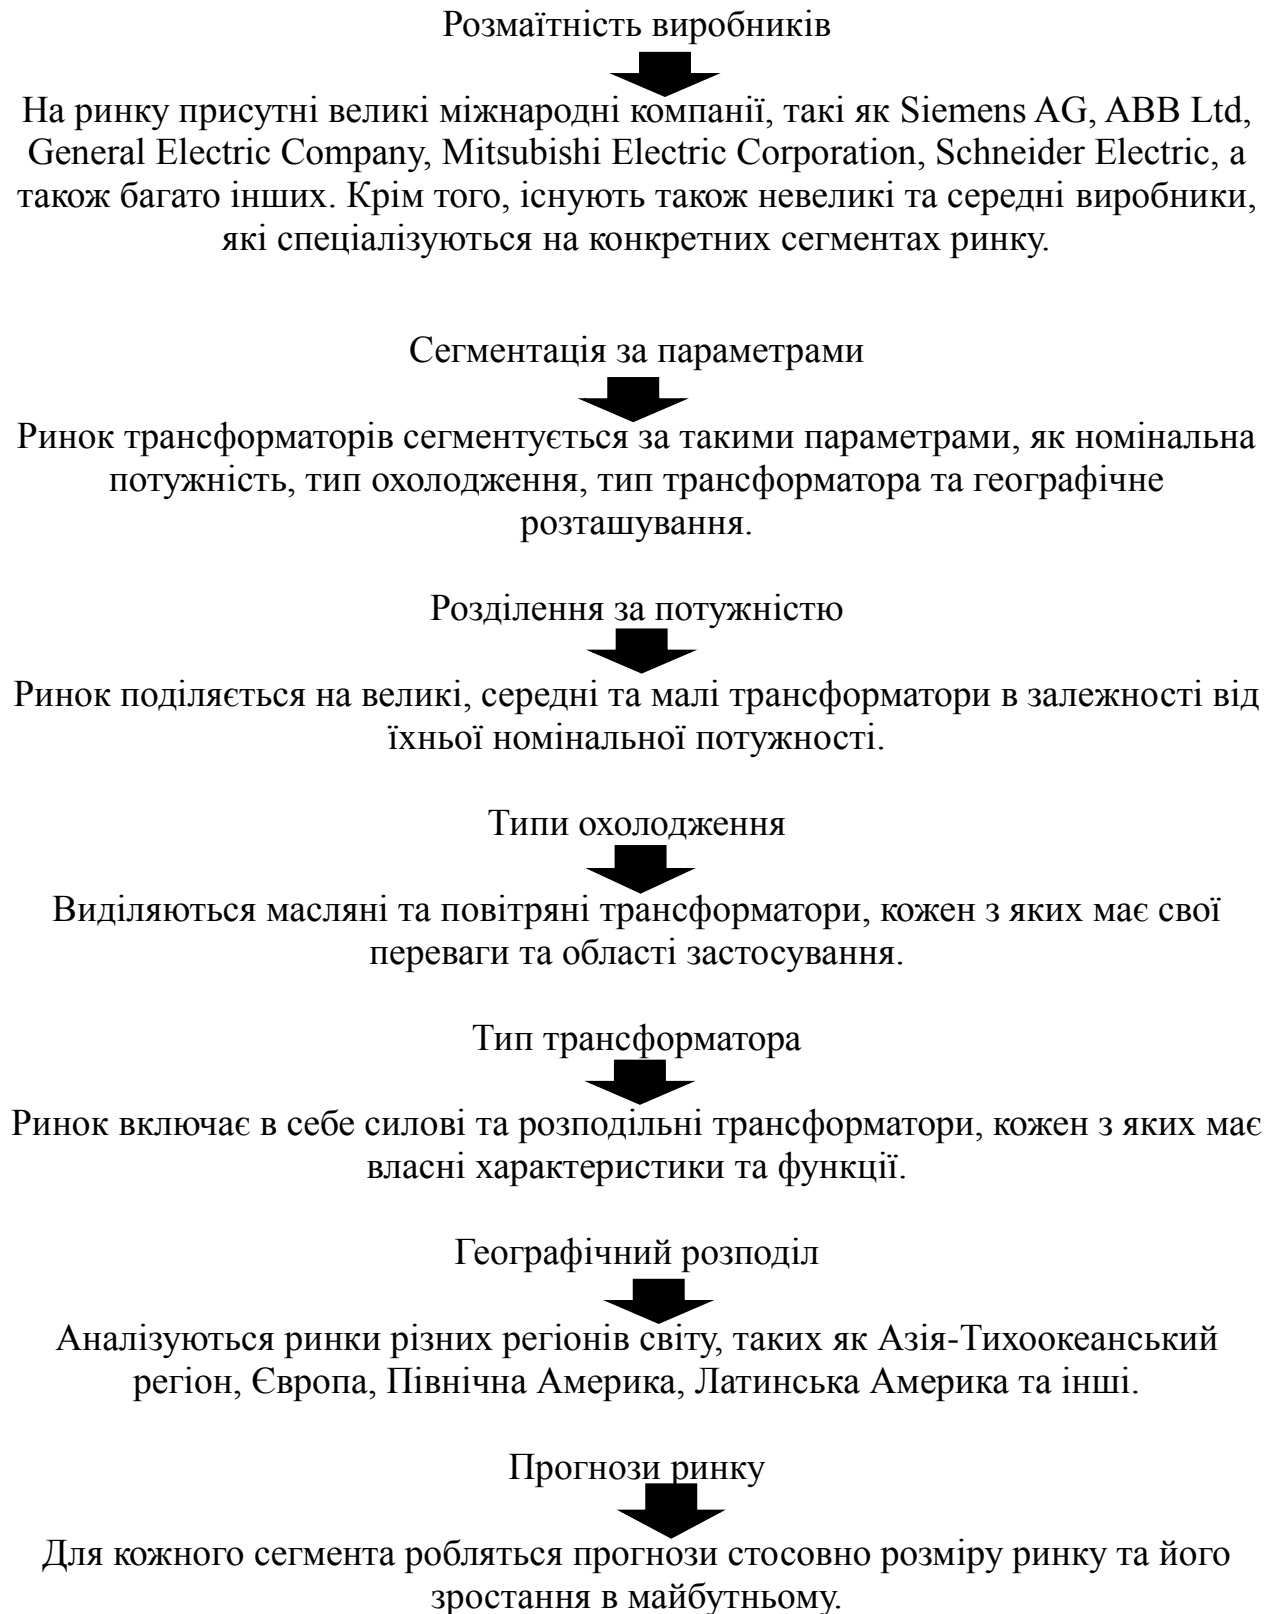 Розмаїтність виробників
На ринку присутні великі міжнародні компанії, такі як Siemens AG, ABB Ltd,
General Electric Company, Mitsubishi Electric Corporation, Schneider Electric, а
також багато інших. Крім того, існують також невеликі та середні виробники,
які спеціалізуються на конкретних сегментах ринку.
Сегментація за параметрами
Ринок трансформаторів сегментується за такими параметрами, як номінальна
потужність, тип охолодження, тип трансформатора та географічне
розташування.
Розділення за потужністю
Ринок поділяється на великі, середні та малі трансформатори в залежності від
їхньої номінальної потужності.
Типи охолодження
Виділяються масляні та повітряні трансформатори, кожен з яких має свої
переваги та області застосування.
Тип трансформатора
Ринок включає в себе силові та розподільні трансформатори, кожен з яких має
власні характеристики та функції.
Географічний розподіл
Аналізуються ринки різних регіонів світу, таких як Азія-Тихоокеанський
регіон, Європа, Північна Америка, Латинська Америка та інші.
Прогнози ринку
Для кожного сегмента робляться прогнози стосовно розміру ринку та його
зростання в майбутньому.